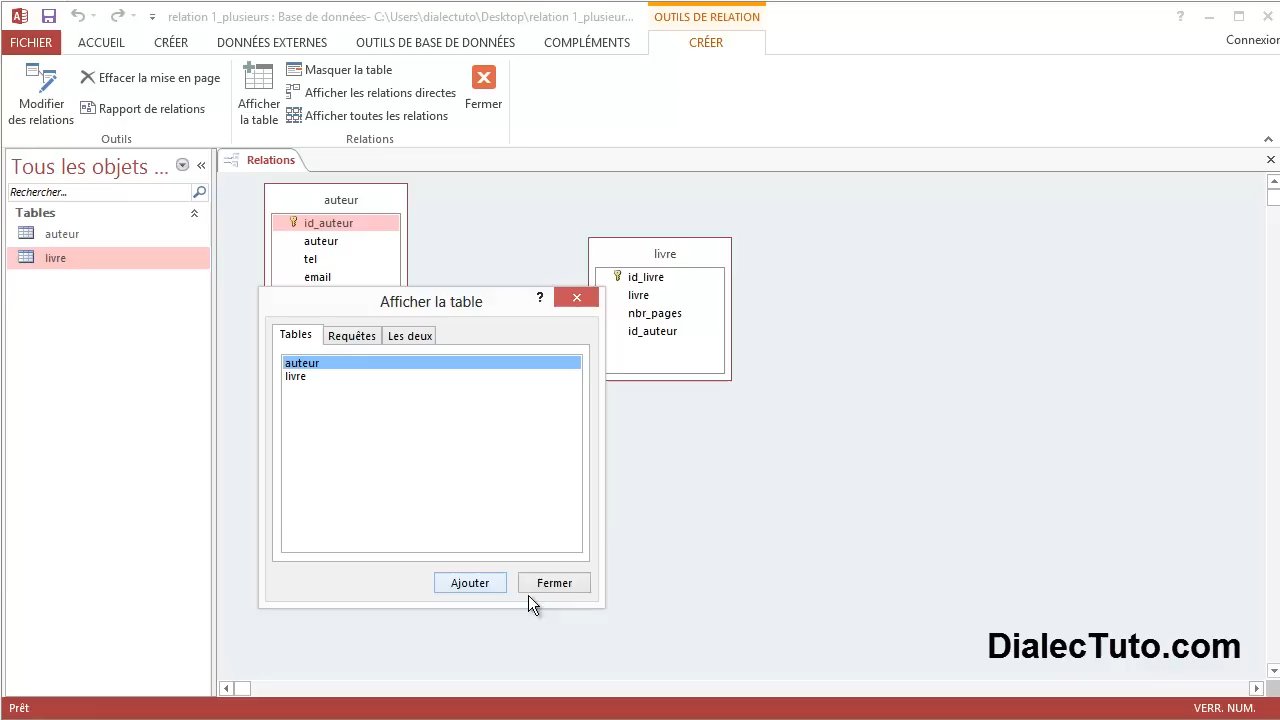 relation 1_plusieurs : Base de données- C:\Users\dialectuto\Desktop\relation 1_plusieur...
OUTILS DE RELATION
?
FICHIER
ACCUEIL
CRÉER
DONNÉES EXTERNES
OUTILS DE BASE DE DONNÉES
COMPLÉMENTS
CRÉER
Connexion
Modifier
des relations
Effacer la mise en page
Rapport de relations
Outils
Afficher
la table
Masquer la table
Afficher les relations directes
Afficher toutes les relations
Fermer
Relations
Tous les objets ...
«
Rechercher...
Tables
auteur
livre
Relations
auteur
id_auteur
auteur
tel
email
livre
id_livre
livre
nbr_pages
id_auteur
Afficher la table
?
Tables
Requêtes
Les deux
auteur
livre
Ajouter
Fermer
DialecTuto.com
Prêt
VERR. NUM.